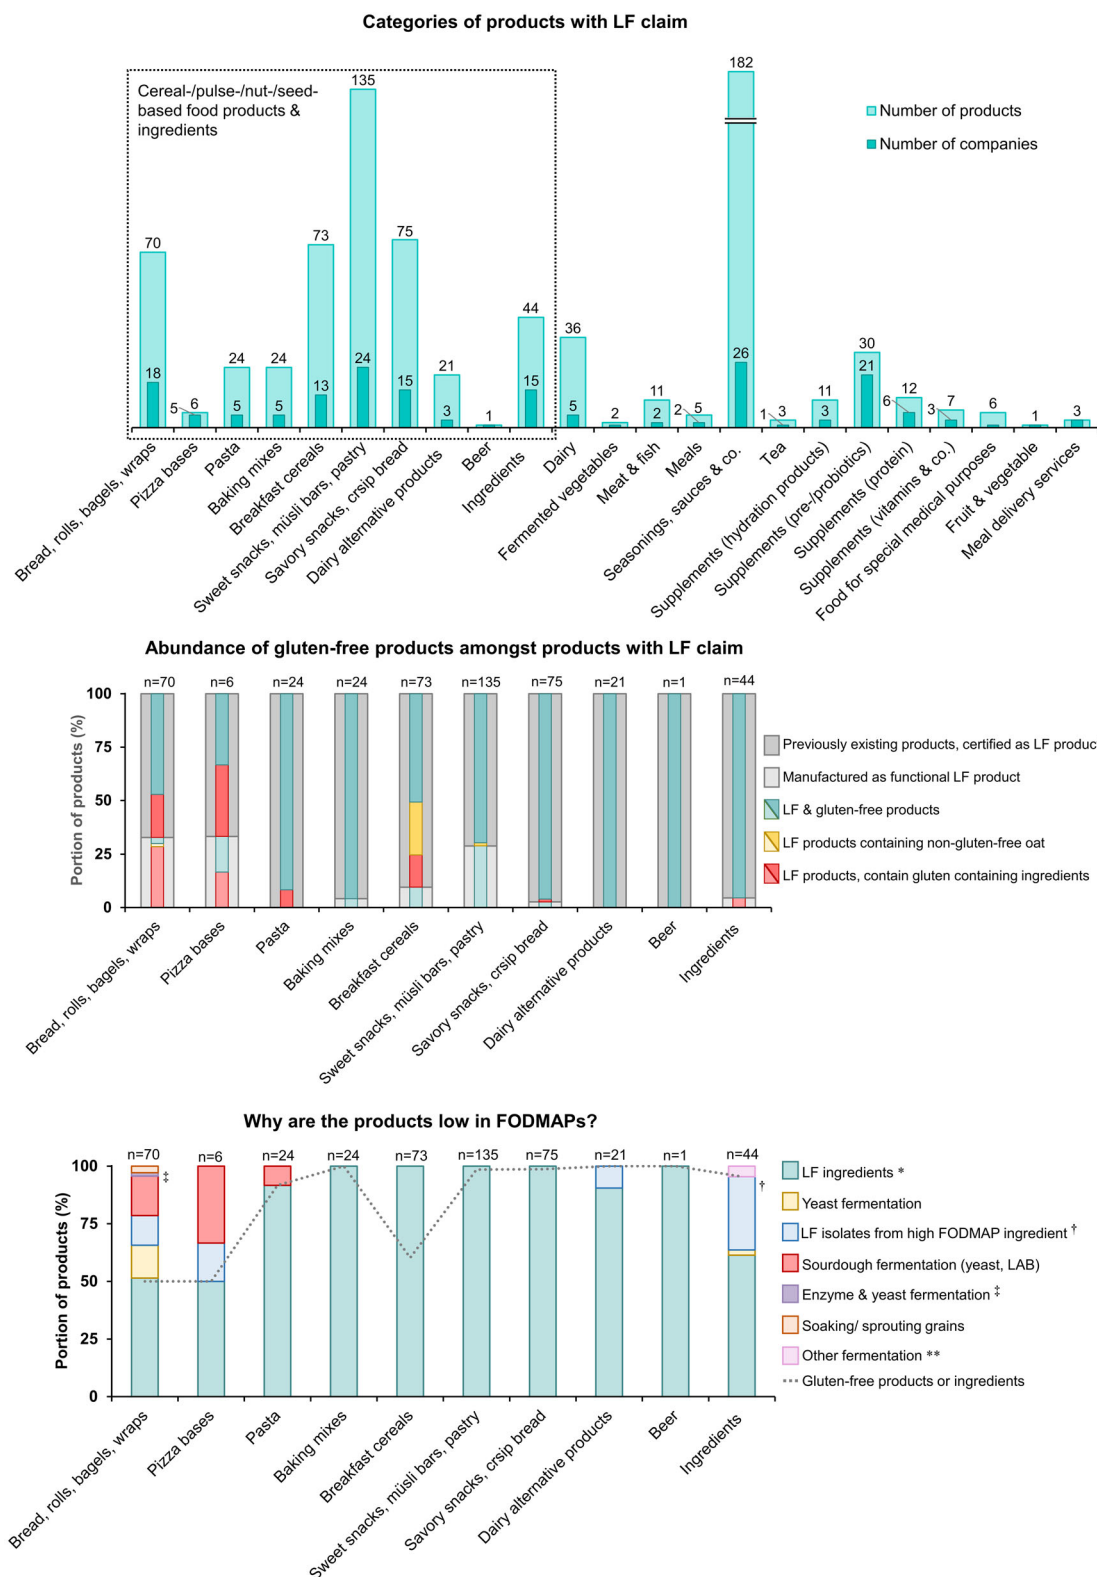 Categories of products with LF claim
Cereal-/pulse-/nut-/seed-
based food products &
ingredients
Number of products
Number of companies
70
18
5
6
24
5
24
5
73
13
135
24
75
15
21
3
1
44
15
36
5
2
11
2
2
5
182
26
1
3
11
3
30
21
6
12
3
7
6
1
3
Bread, rolls, bagels, wraps
Pizza bases
Pasta
Baking mixes
Breakfast cereals
Sweet snacks, müsli bars, pastry
Savory snacks, crsip bread
Dairy alternative products
Beer
Ingredients
Dairy
Fermented vegetables
Meat & fish
Meals
Seasonings, sauces & co.
Tea
Supplements (hydration products)
Supplements (pre-/probiotics)
Supplements (protein)
Supplements (vitamins & co.)
Food for special medical purposes
Fruit & vegetable
Meal delivery services
Abundance of gluten-free products amongst products with LF claim
n=70
n=6
n=24
n=24
n=73
n=135
n=75
n=21
n=1
n=44
Portion of products (%)
100
75
50
25
0
Previously existing products, certified as LF produc
Manufactured as functional LF product
LF & gluten-free products
LF products containing non-gluten-free oat
LF products, contain gluten containing ingredients
Bread, rolls, bagels, wraps
Pizza bases
Pasta
Baking mixes
Breakfast cereals
Sweet snacks, müsli bars, pastry
Savory snacks, crsip bread
Dairy alternative products
Beer
Ingredients
Why are the products low in FODMAPs?
n=70
n=6
n=24
n=24
n=73
n=135
n=75
n=21
n=1
n=44
Portion of products (%)
100
75
50
25
0
‡
†
LF ingredients *
Yeast fermentation
LF isolates from high FODMAP ingredient †
Sourdough fermentation (yeast, LAB)
Enzyme & yeast fermentation ‡
Soaking/ sprouting grains
Other fermentation **
Gluten-free products or ingredients
Bread, rolls, bagels, wraps
Pizza bases
Pasta
Baking mixes
Breakfast cereals
Sweet snacks, müsli bars, pastry
Savory snacks, crsip bread
Dairy alternative products
Beer
Ingredients